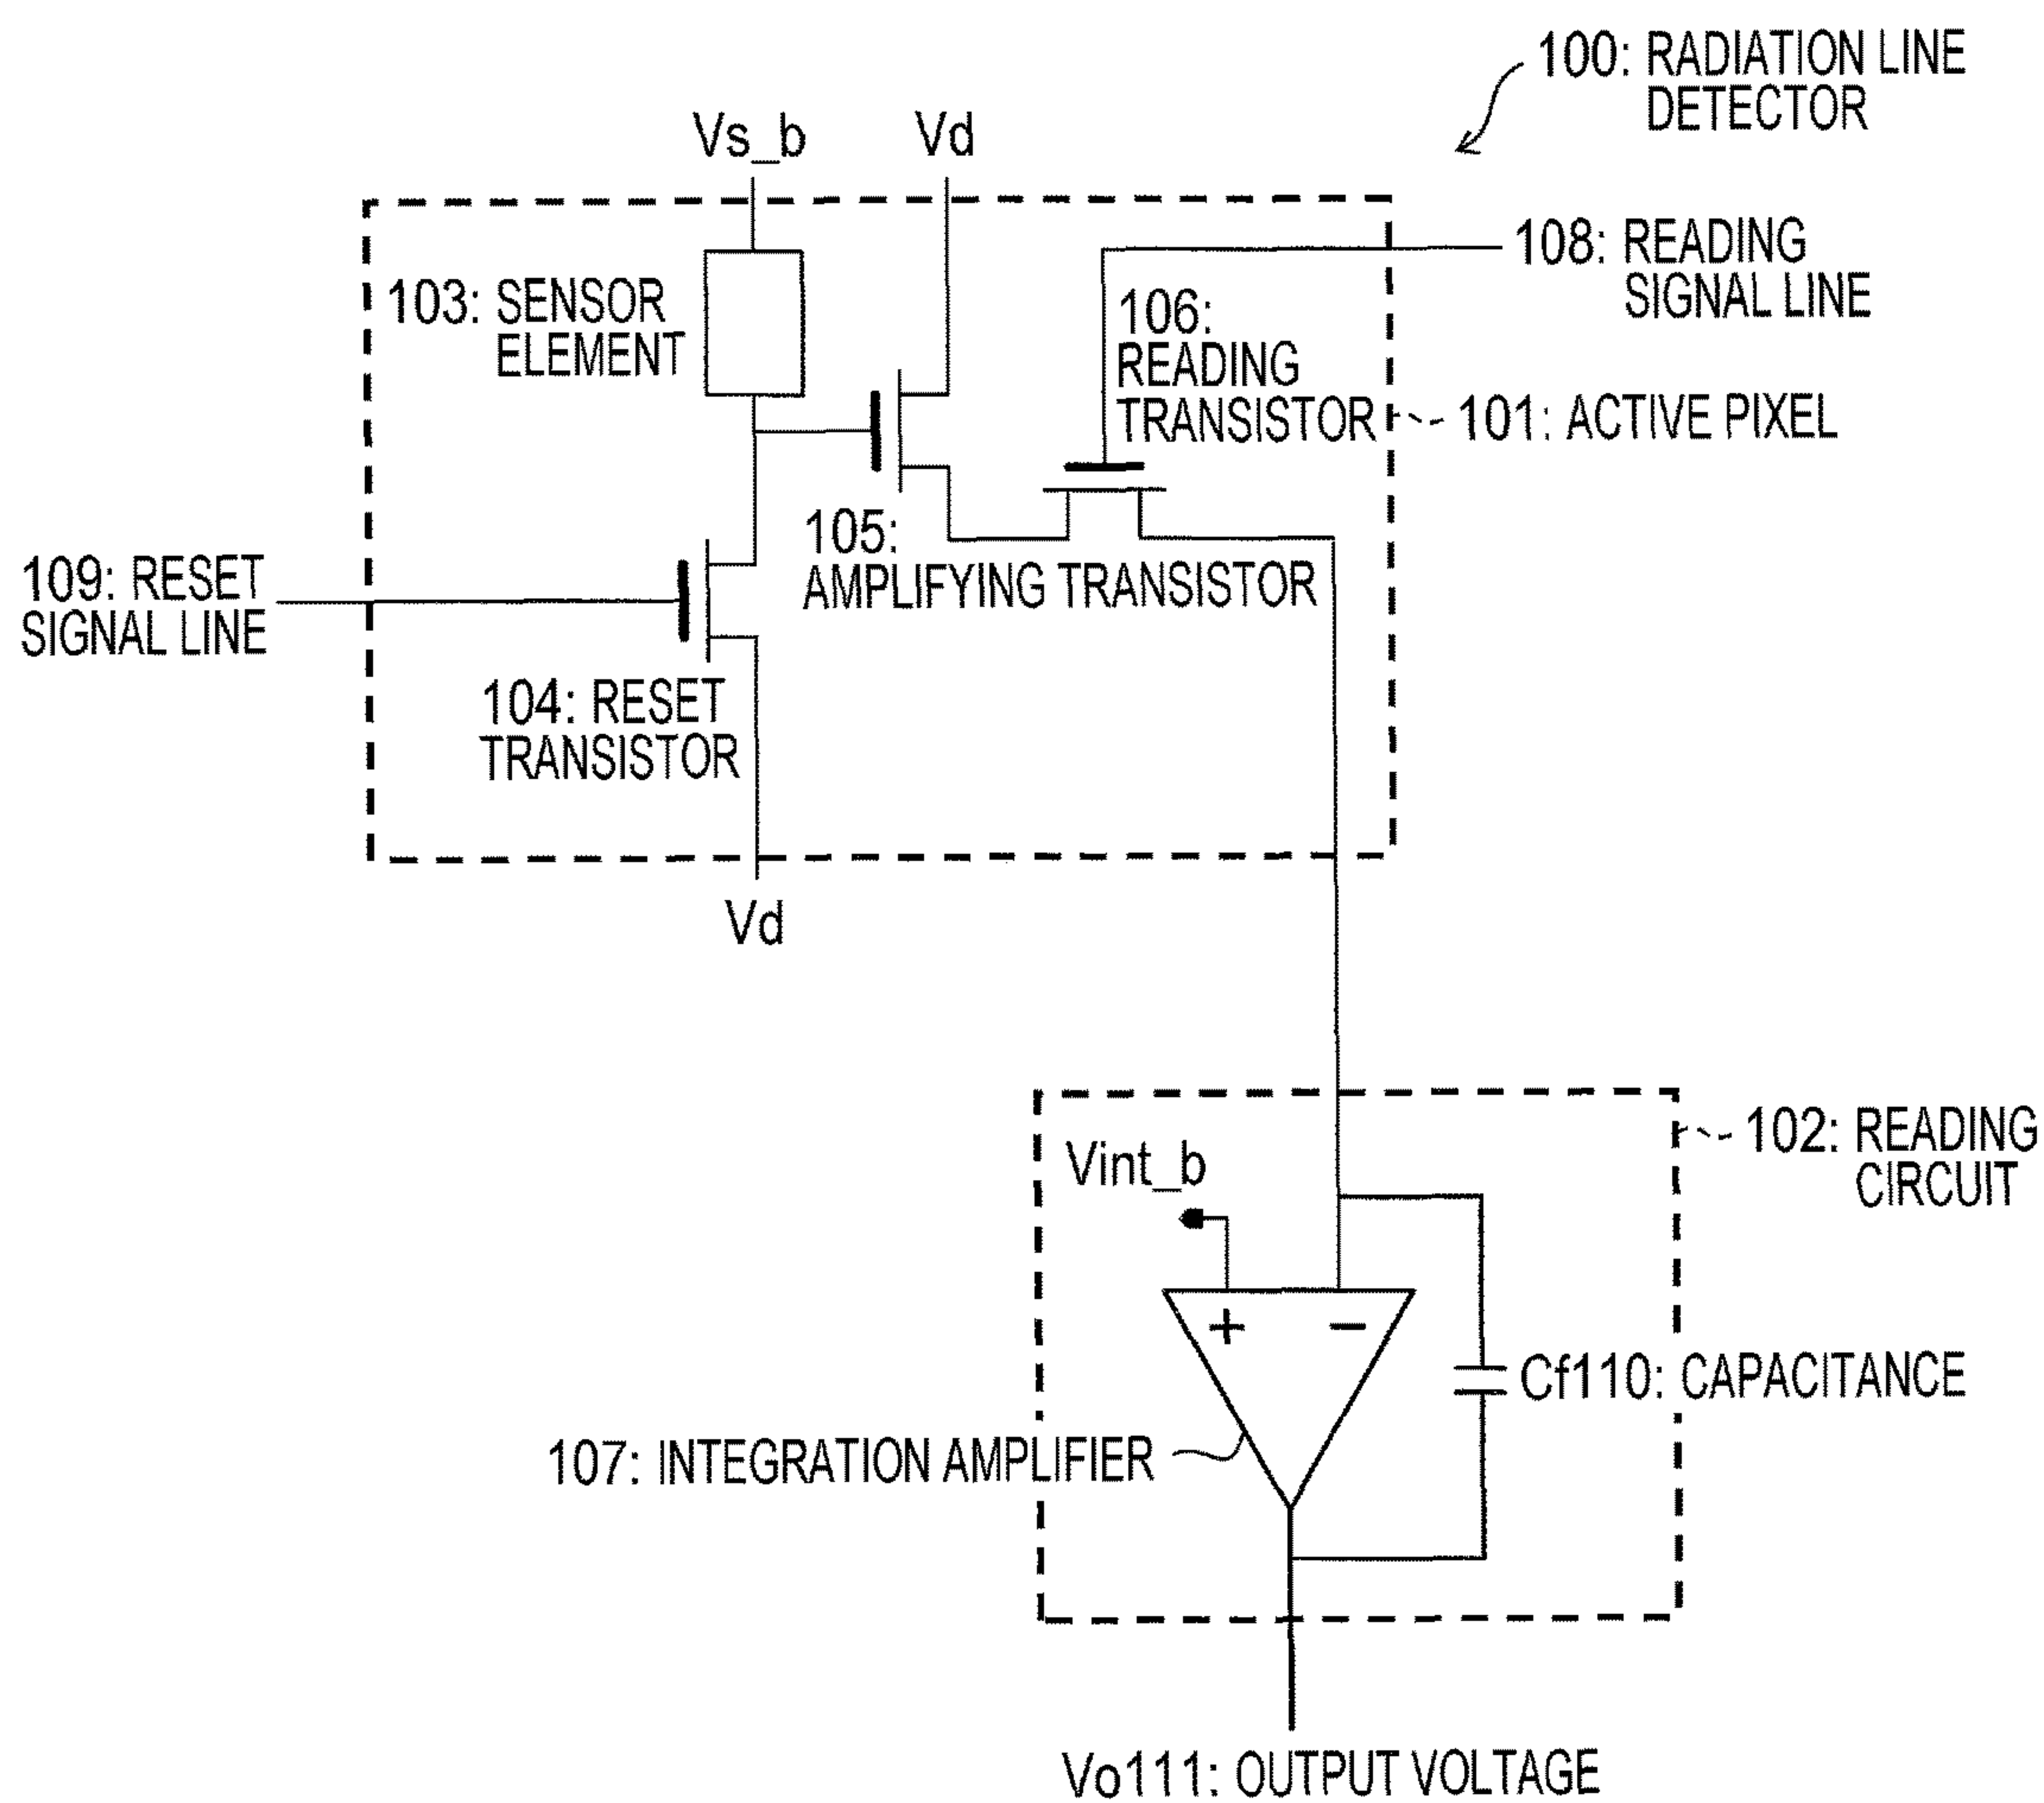 100: RADIATION LINE
DETECTOR
Vs_b
Vd
108: READING
SIGNAL LINE
103: SENSOR
ELEMENT
106:
READING
TRANSISTOR
101: ACTIVE PIXEL
105:
AMPLIFYING TRANSISTOR
109: RESET
SIGNAL LINE
104: RESET
TRANSISTOR
Vd
102: READING
CIRCUIT
Vint_b
+
−
Cf110: CAPACITANCE
107: INTEGRATION AMPLIFIER
Vo111: OUTPUT VOLTAGE